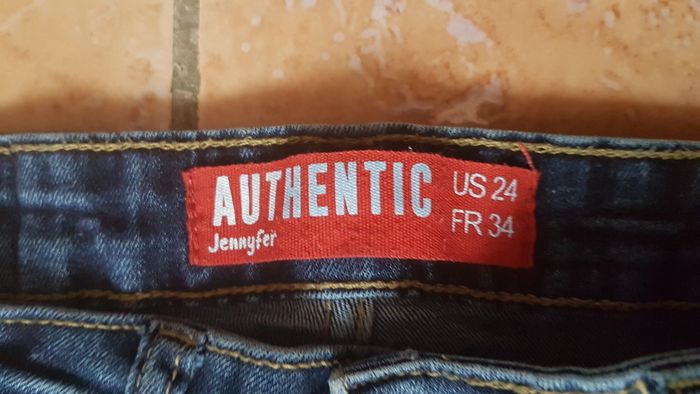 AUTHENTIC
Jennyfer
US 24
FR 34